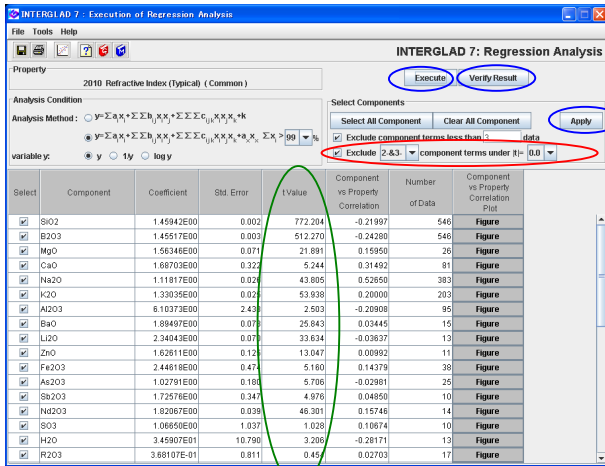 INTERGLAD 7 : Execution of Regression Analysis
File Tools Help
INTERGLAD 7: Regression Analysis
Property
2010 Refractive Index (Typical) ( Common )
Execute Verify Result
Analysis Condition
Analysis Method : y=Σaixi+ΣΣbijxixj+ΣΣΣcijkxixjxk+k
y=Σaixi+ΣΣbijxixj+ΣΣΣcijkxixjxk+axxx Σxi > 99 %
variable y: y 1/y log y
Select Components
Select All Component Clear All Component Apply
Exclude component terms less than 3 data
Exclude 2-&3- component terms under |t|= 0.0
Select Component Coefficient Std. Error t Value Component vs Property Correlation Number of Data Component vs Property Correlation Plot
SiO2 1.45942E00 0.002 772.204 -0.21997 546 Figure
B2O3 1.45517E00 0.003 512.270 -0.24280 546 Figure
MgO 1.56346E00 0.071 21.891 0.15950 26 Figure
CaO 1.68703E00 0.322 5.244 0.31492 81 Figure
Na2O 1.11817E00 0.026 43.805 0.52650 383 Figure
K2O 1.33035E00 0.025 53.938 0.20000 203 Figure
Al2O3 6.10373E00 2.438 2.503 -0.20908 95 Figure
BaO 1.89497E00 0.073 25.843 0.03445 15 Figure
Li2O 2.34043E00 0.070 33.634 -0.03637 13 Figure
ZnO 1.62611E00 0.125 13.047 0.00992 11 Figure
Fe2O3 2.44618E00 0.474 5.160 0.14379 38 Figure
As2O3 1.02791E00 0.180 5.706 -0.02981 25 Figure
Sb2O3 1.72576E00 0.347 4.976 0.04850 10 Figure
Nd2O3 1.82067E00 0.039 46.301 0.15746 14 Figure
SO3 1.06650E00 1.037 1.028 0.10674 10 Figure
H2O 3.45907E01 10.790 3.206 -0.28171 13 Figure
R2O3 3.68107E-01 0.811 0.454 0.02703 17 Figure